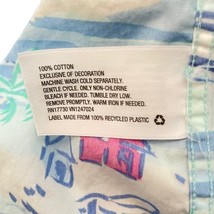 100% COTTON
EXCLUSIVE OF DECORATION
MACHINE WASH COLD SEPARATELY.
GENTLE CYCLE. ONLY NON-CHLORINE
BLEACH IF NEEDED. TUMBLE DRY LOW.
REMOVE PROMPTLY. WARM IRON IF NEEDED.
RN17730 VN1247024
LABEL MADE FROM 100% RECYCLED PLASTIC